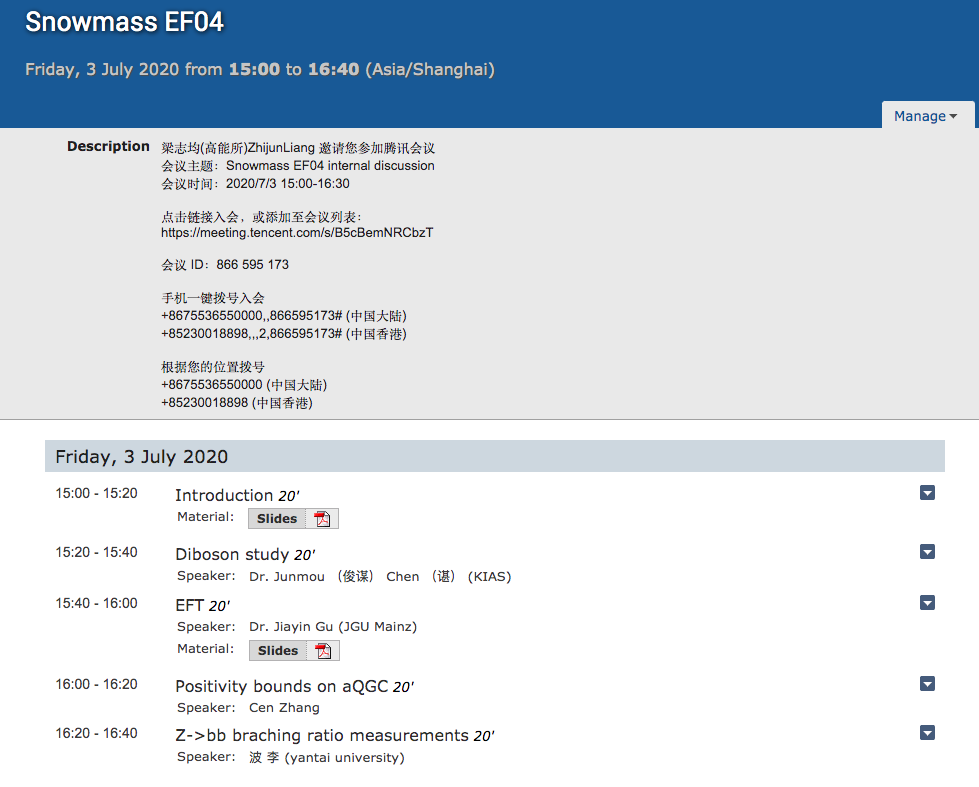 Snowmass EF04
Friday, 3 July 2020 from 15:00 to 16:40 (Asia/Shanghai)
Manage
Description
梁志均(高能所)ZhijunLiang 邀请您参加腾讯会议
会议主题：Snowmass EF04 internal discussion
会议时间：2020/7/3 15:00-16:30
点击链接入会，或添加至会议列表：
https://meeting.tencent.com/s/B5cBemNRCbzT
会议 ID：866 595 173
手机一键拨号入会
+8675536550000,,866595173# (中国大陆)
+85230018898,,,2,866595173# (中国香港)
根据您的位置拨号
+8675536550000 (中国大陆)
+85230018898 (中国香港)
Friday, 3 July 2020
15:00 - 15:20 Introduction 20'
Material: Slides
15:20 - 15:40 Diboson study 20'
Speaker: Dr. Junmou （俊谋） Chen （谌） (KIAS)
15:40 - 16:00 EFT 20'
Speaker: Dr. Jiayin Gu (JGU Mainz)
Material: Slides
16:00 - 16:20 Positivity bounds on aQGC 20'
Speaker: Cen Zhang
16:20 - 16:40 Z->bb braching ratio measurements 20'
Speaker: 波 李 (yantai university)